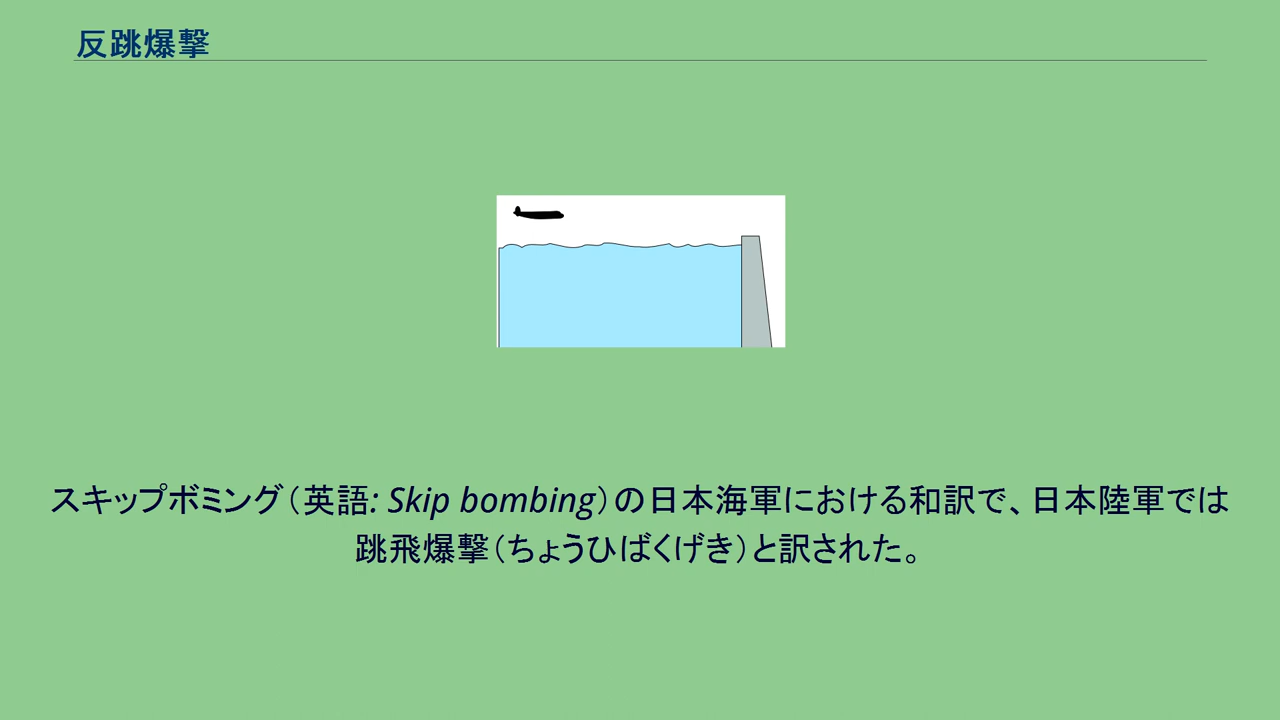 反跳爆撃
スキップボミング（英語: Skip bombing）の日本海軍における和訳で、日本陸軍では
跳飛爆撃（ちょうひばくげき）と訳された。